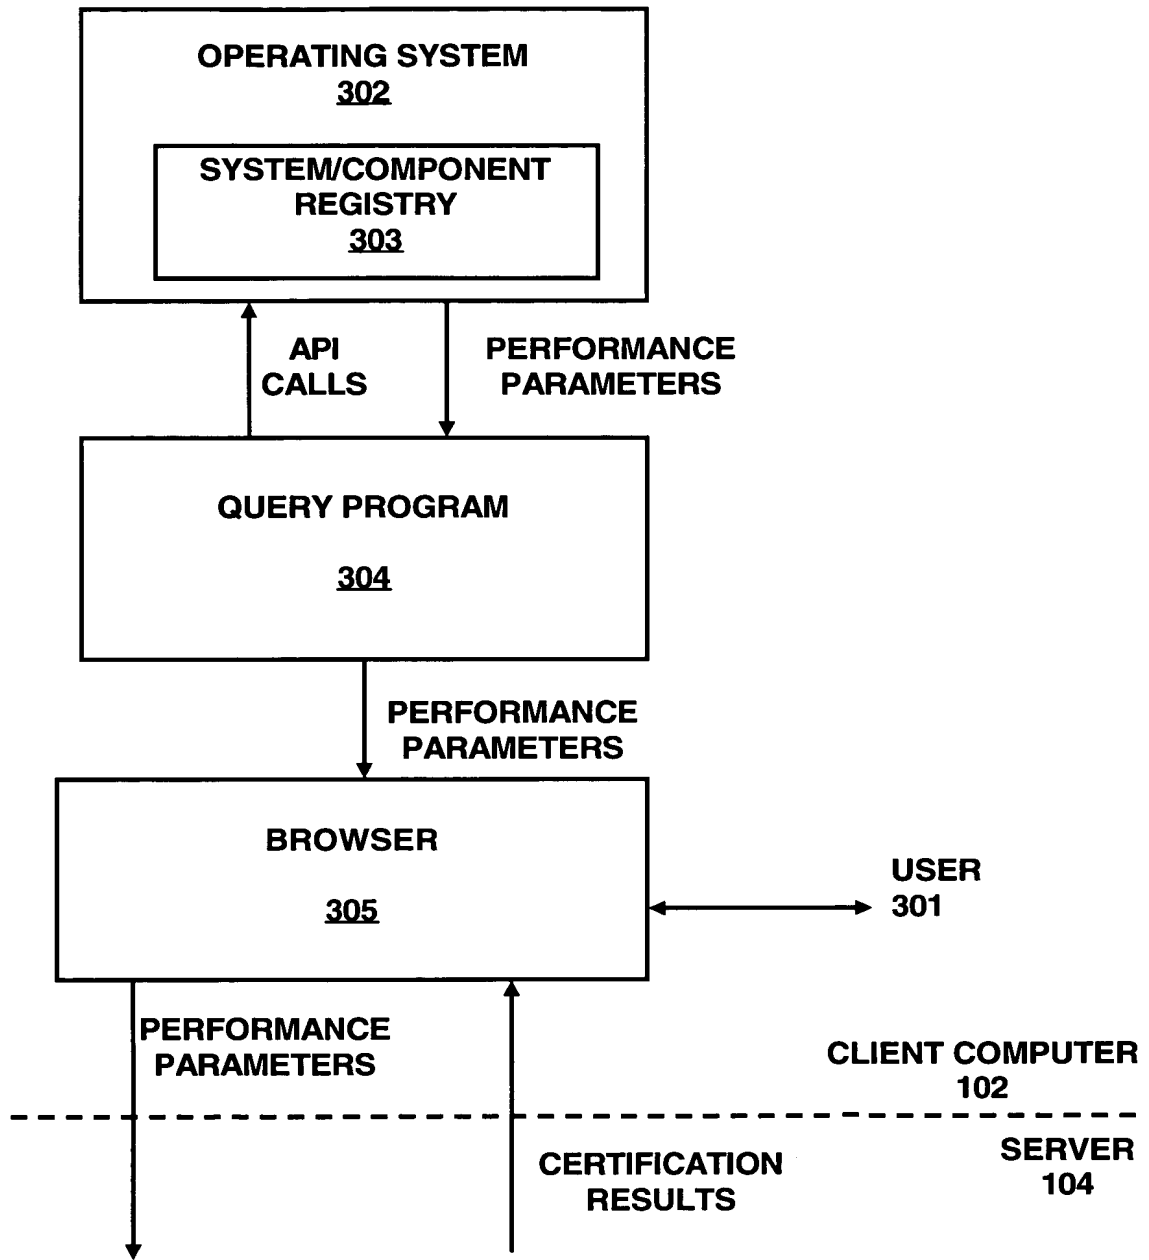 OPERATING SYSTEM
302
SYSTEM/COMPONENT
REGISTRY
303
API
CALLS
PERFORMANCE
PARAMETERS
QUERY PROGRAM
304
PERFORMANCE
PARAMETERS
BROWSER
305
USER
301
PERFORMANCE
PARAMETERS
CLIENT COMPUTER
102
SERVER
104
CERTIFICATION
RESULTS